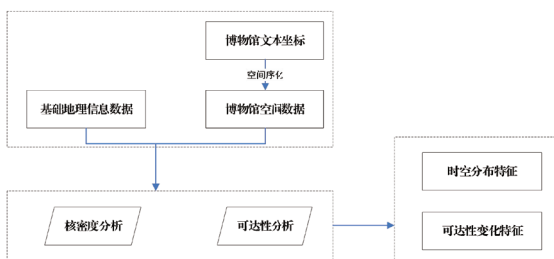 博物馆文本坐标
空间序化
基础地理信息数据
博物馆空间数据
时空分布特征
核密度分析
可达性分析
可达性变化特征